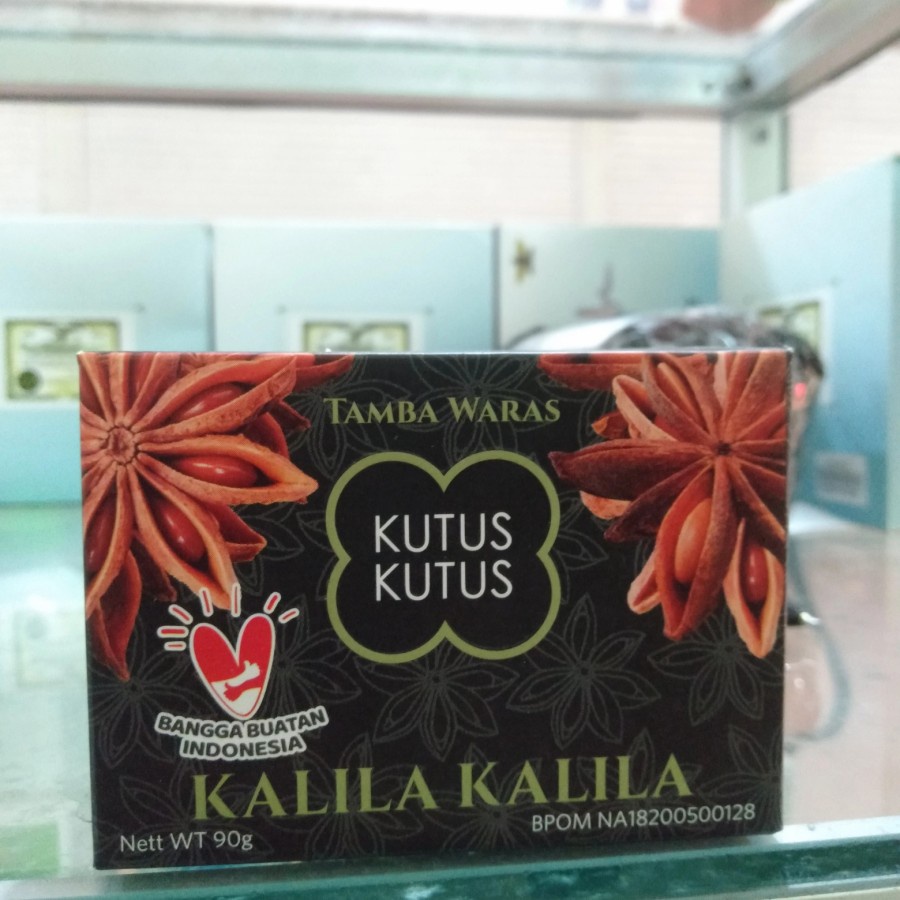 TAMBA WARAS
KUTUS
KUTUS
BANGGA BUATAN
INDONESIA
KALILA KALILA
Nett WT 90g
BPOM NA18200500128